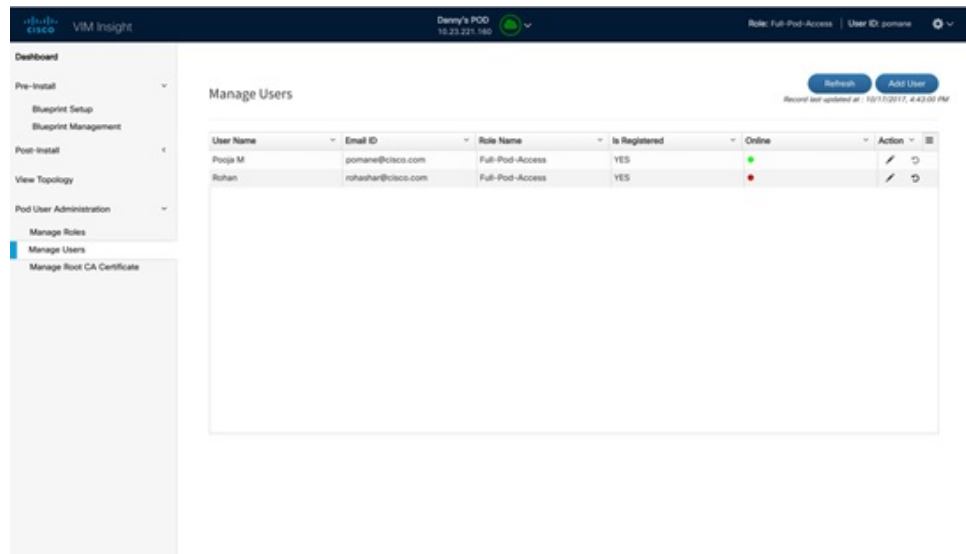 cisco VIM Insight
Danny's POD
10.23.221.160
Role: Full-Pod-Access | User ID: pomane
Dashboard
Pre-Install
Blueprint Setup
Blueprint Management
Post-Install
View Topology
Pod User Administration
Manage Roles
Manage Users
Manage Root CA Certificate
Manage Users
Refresh Add User
Record last updated at : 10/17/2017, 4:43:00 PM
User Name Email ID Role Name Is Registered Online Action
Pooja M pomane@cisco.com Full-Pod-Access YES
Rohan rohashar@cisco.com Full-Pod-Access YES